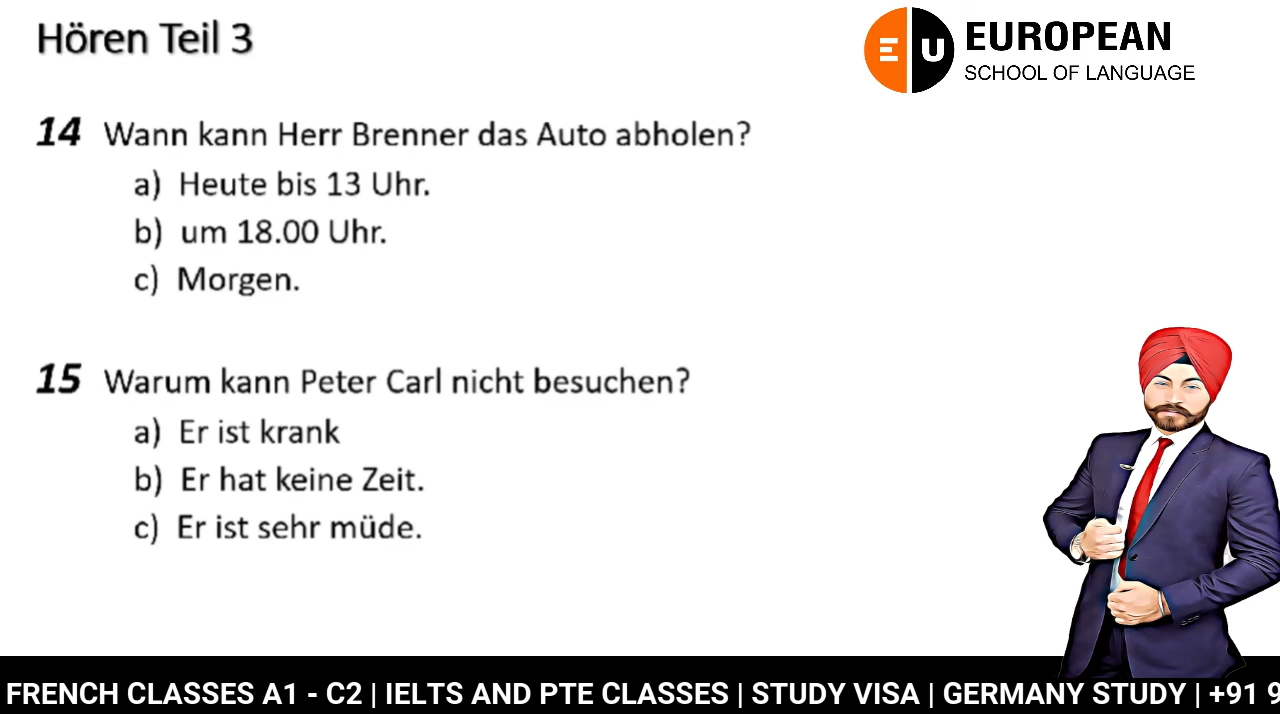 Hören Teil 3
EU EUROPEAN
SCHOOL OF LANGUAGE
14 Wann kann Herr Brenner das Auto abholen?
a) Heute bis 13 Uhr.
b) um 18.00 Uhr.
c) Morgen.
15 Warum kann Peter Carl nicht besuchen?
a) Er ist krank
b) Er hat keine Zeit.
c) Er ist sehr müde.
FRENCH CLASSES A1 - C2 | IELTS AND PTE CLASSES | STUDY VISA | GERMANY STUDY | +91 9